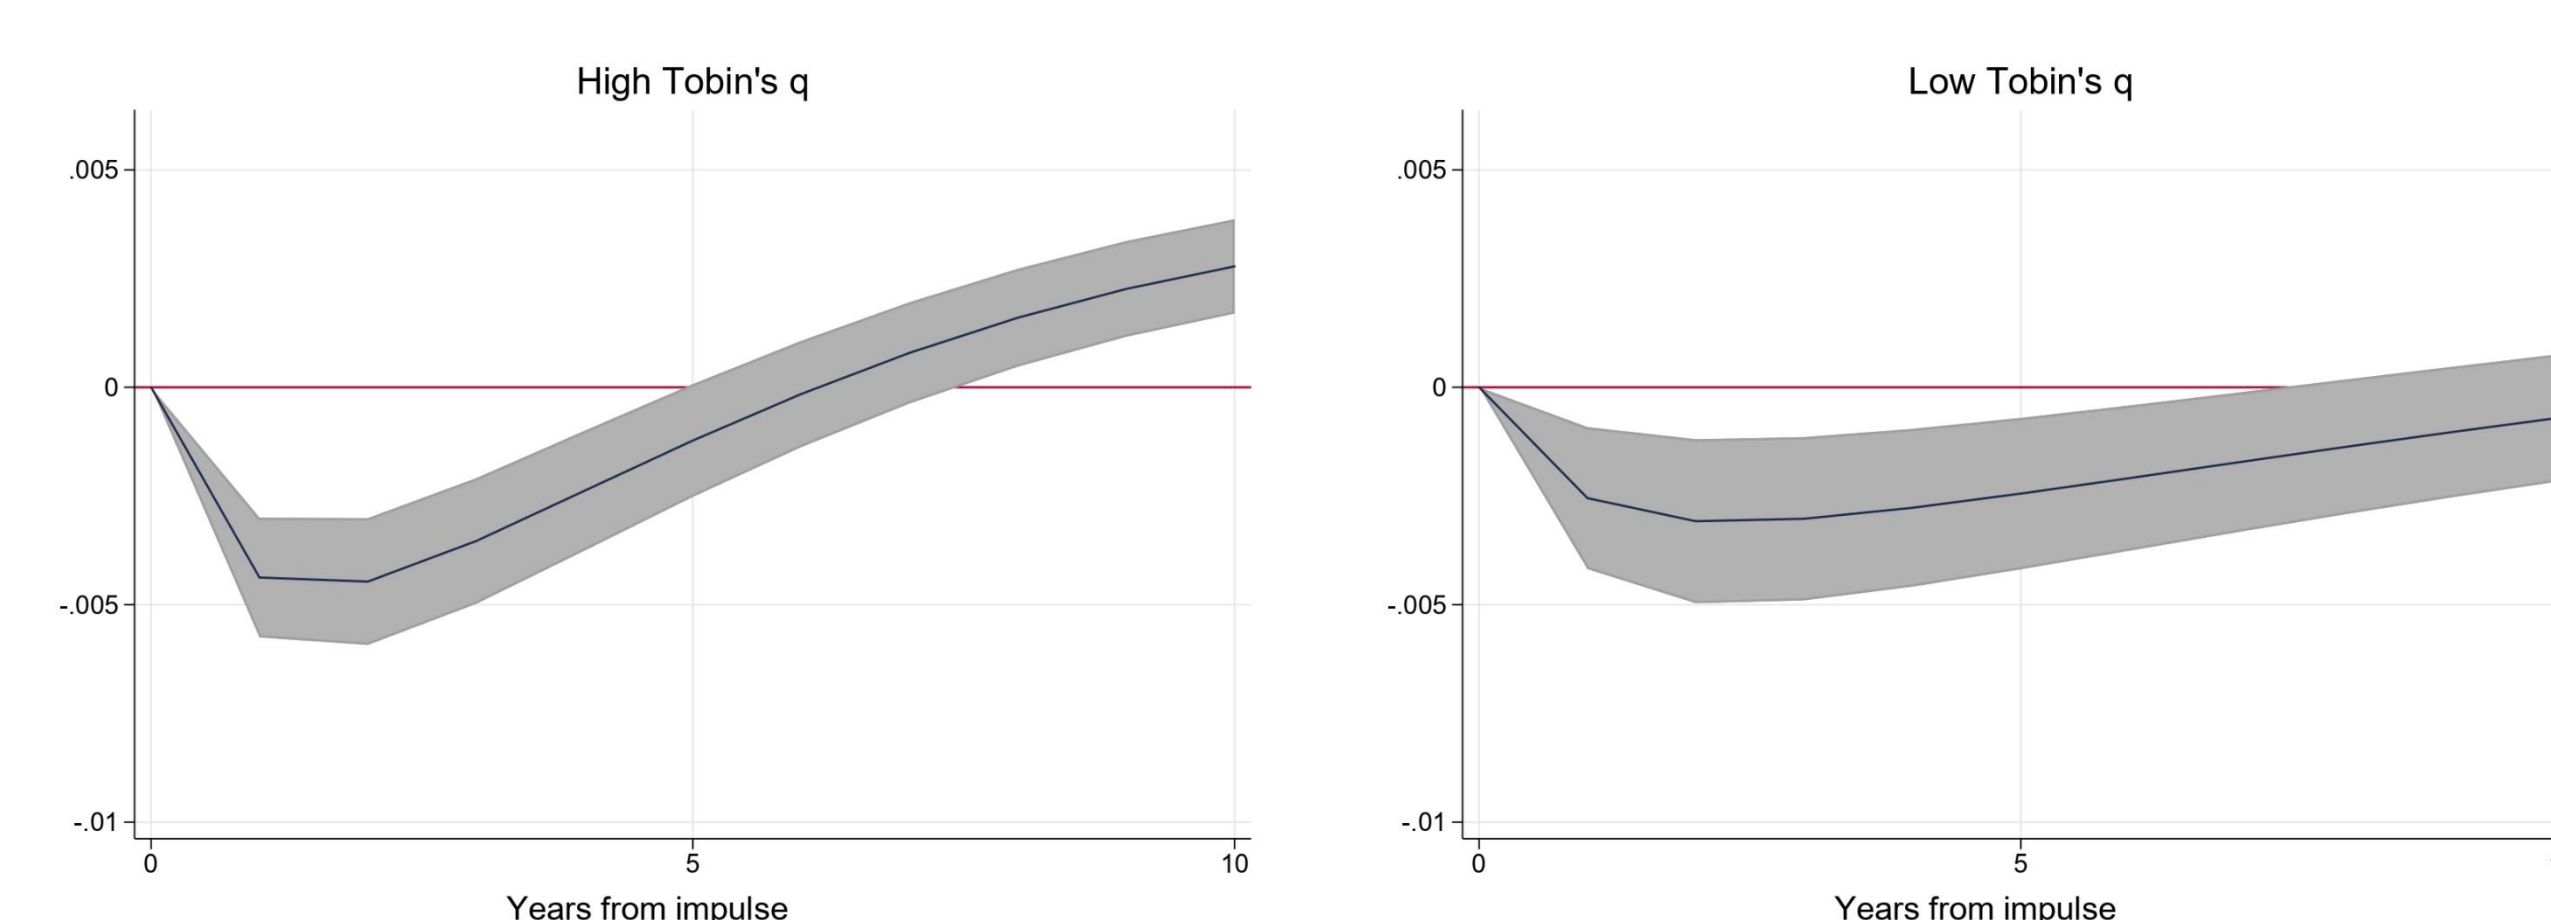 High Tobin's q
.005
0
-.005
-.01
0 5 10
Years from impulse
Low Tobin's q
.005
0
-.005
-.01
0 5
Years from impulse